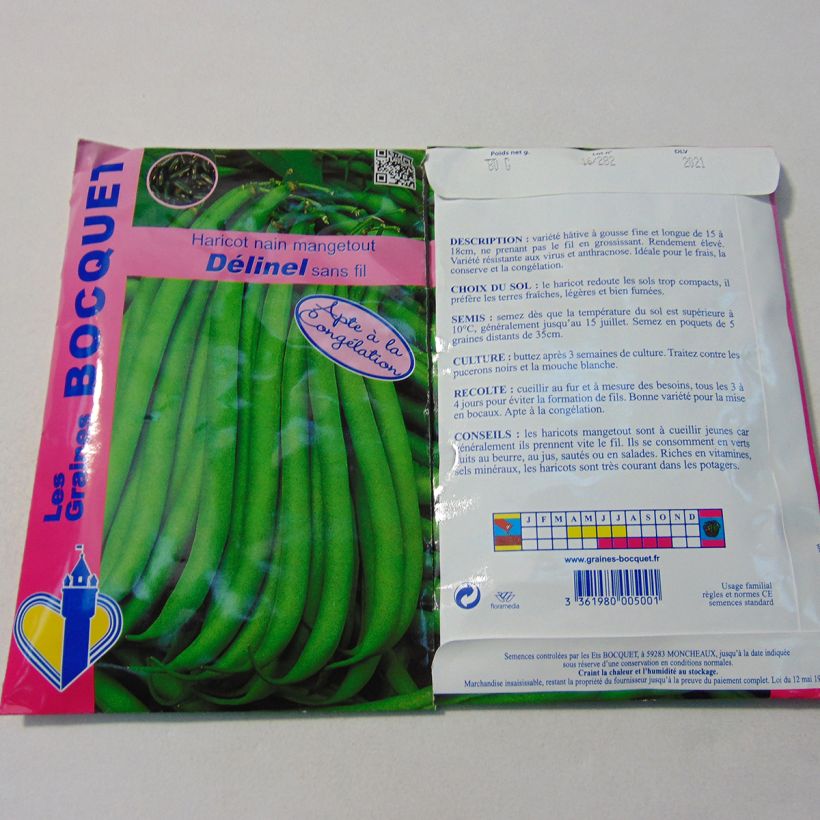 Les
Graines BOCQUET
Haricot nain mangetout
Délinel sans fil
Apte à la
Congélation
Poids net g. Lot n° DLV
80 G 16/282 2021
DESCRIPTION : variété hâtive à gousse fine et longue de 15 à
18cm, ne prenant pas le fil en grossissant. Rendement élevé.
Variété résistante aux virus et anthracnose. Idéale pour le frais, la
conserve et la congélation.
CHOIX DU SOL : le haricot redoute les sols trop compacts, il
préfère les terres fraîches, légères et bien fumées.
SEMIS : semez dès que la température du sol est supérieure à
10°C, généralement jusqu'au 15 juillet. Semez en poquets de 5
graines distants de 35cm.
CULTURE : buttez après 3 semaines de culture. Traitez contre les
pucerons noirs et la mouche blanche.
RECOLTE : cueillir au fur et à mesure des besoins, tous les 3 à
4 jours pour éviter la formation de fils. Bonne variété pour la mise
en bocaux. Apte à la congélation.
CONSEILS : les haricots mangetout sont à cueillir jeunes car
généralement ils prennent vite le fil. Ils se consomment en verts
cuits au beurre, au jus, sautés ou en salades. Riches en vitamines,
sels minéraux, les haricots sont très courant dans les potagers.
J F M A M J J A S O N D
www.graines-bocquet.fr
floramedia
3 361980 005001
Usage familial
règles et normes CE
semences standard
Semences contrôlées par les Ets BOCQUET, à 59283 MONCHEAUX, jusqu'à la date indiquée
sous réserve d'une conservation en conditions normales.
Craint la chaleur et l'humidité au stockage.
Marchandise insaisissable, restant la propriété du fournisseur jusqu'à la preuve du paiement complet. Loi du 12 mai 19